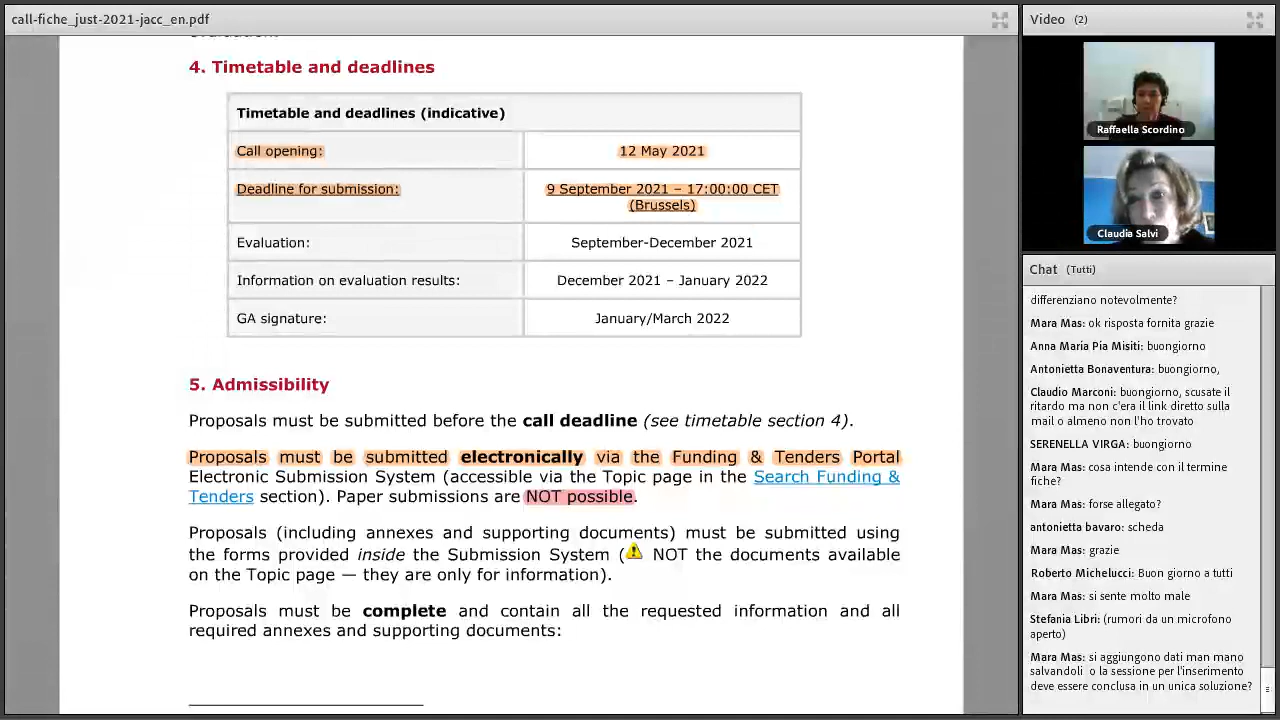 call-fiche_just-2021-jacc_en.pdf
4. Timetable and deadlines
Timetable and deadlines (indicative)
Call opening: 12 May 2021
Deadline for submission: 9 September 2021 – 17:00:00 CET
(Brussels)
Evaluation: September-December 2021
Information on evaluation results: December 2021 – January 2022
GA signature: January/March 2022
5. Admissibility
Proposals must be submitted before the call deadline (see timetable section 4).
Proposals must be submitted electronically via the Funding & Tenders Portal
Electronic Submission System (accessible via the Topic page in the Search Funding &
Tenders section). Paper submissions are NOT possible.
Proposals (including annexes and supporting documents) must be submitted using
the forms provided inside the Submission System ( NOT the documents available
on the Topic page — they are only for information).
Proposals must be complete and contain all the requested information and all
required annexes and supporting documents:
Video (2)
Raffaella Scordino
Claudia Salvi
Chat (Tutti)
differenziano notevolmente?
Mara Mas: ok risposta fornita grazie
Anna Maria Pia Misiti: buongiorno
Antonietta Bonaventura: buongiorno,
Claudio Marconi: buongiorno, scusate il
ritardo ma non c'era il link diretto sulla
mail o almeno non l'ho trovato
SERENELLA VIRGA: buongiorno
Mara Mas: cosa intende con il termine
fiche?
Mara Mas: forse allegato?
antonietta bavaro: scheda
Mara Mas: grazie
Roberto Michelucci: Buon giorno a tutti
Mara Mas: si sente molto male
Stefania Libri: (rumori da un microfono
aperto)
Mara Mas: si aggiungono dati man mano
salvandoli o la sessione per l'inserimento
deve essere conclusa in un unica soluzione?